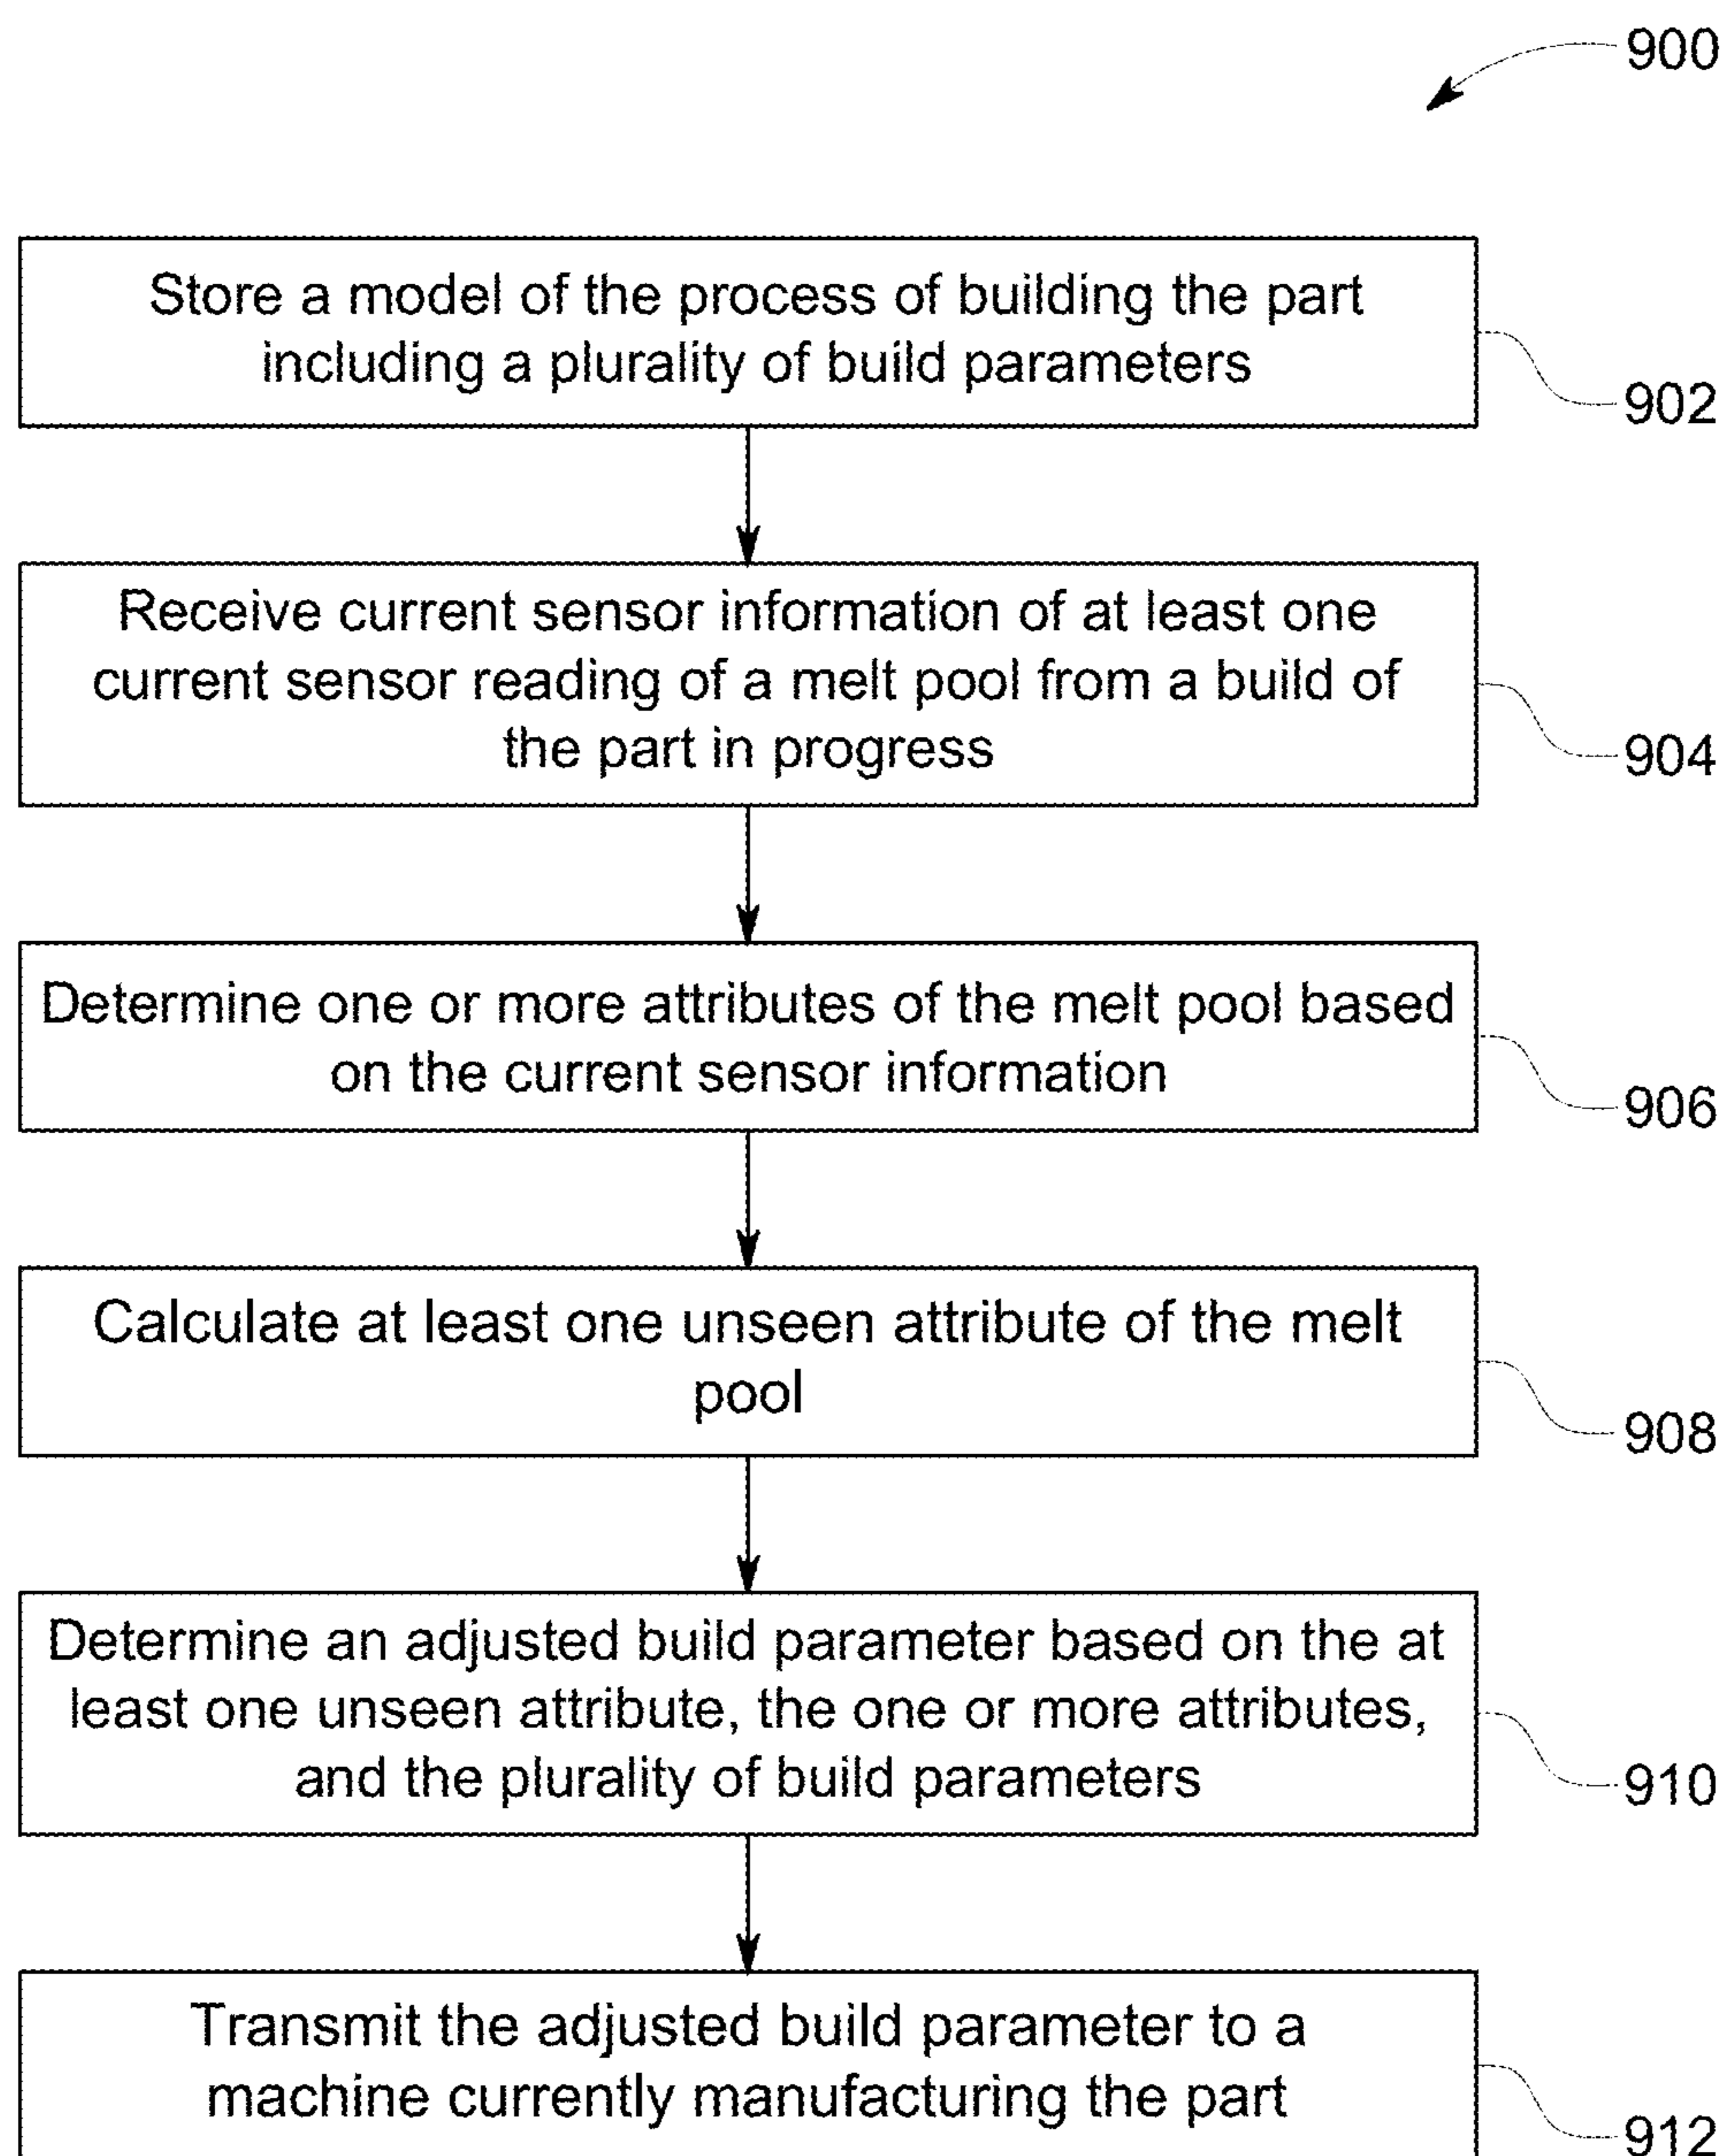 900
Store a model of the process of building the part
including a plurality of build parameters
902
Receive current sensor information of at least one
current sensor reading of a melt pool from a build of
the part in progress
904
Determine one or more attributes of the melt pool based
on the current sensor information
906
Calculate at least one unseen attribute of the melt
pool
908
Determine an adjusted build parameter based on the at
least one unseen attribute, the one or more attributes,
and the plurality of build parameters
910
Transmit the adjusted build parameter to a
machine currently manufacturing the part
912